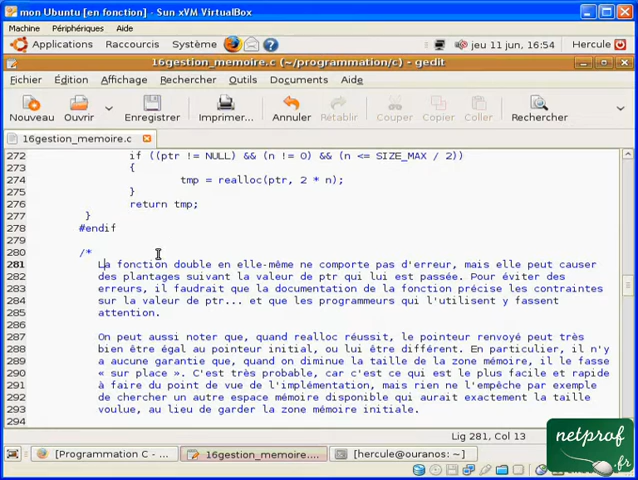 mon Ubuntu [en fonction] - Sun xVM VirtualBox
Machine Périphériques Aide
Applications Raccourcis Système ? jeu 11 jun, 16:54 Hercule
16gestion_memoire.c (~/programmation/c) - gedit
Fichier Édition Affichage Rechercher Outils Documents Aide
Nouveau Ouvrir Enregistrer Imprimer... Annuler Rétablir Couper Copier Coller Rechercher
16gestion_memoire.c
272 if ((ptr != NULL) && (n != 0) && (n <= SIZE_MAX / 2))
273 {
274 tmp = realloc(ptr, 2 * n);
275 }
276 return tmp;
277 }
278 #endif
279
280 /*
281 La fonction double en elle-même ne comporte pas d'erreur, mais elle peut causer
282 des plantages suivant la valeur de ptr qui lui est passée. Pour éviter des
283 erreurs, il faudrait que la documentation de la fonction précise les contraintes
284 sur la valeur de ptr... et que les programmeurs qui l'utilisent y fassent
285 attention.
286
287 On peut aussi noter que, quand realloc réussit, le pointeur renvoyé peut très
288 bien être égal au pointeur initial, ou lui être différent. En particulier, il n'y
289 a aucune garantie que, quand on diminue la taille de la zone mémoire, il le fasse
290 « sur place ». C'est très probable, car c'est ce qui est le plus facile et rapide
291 à faire du point de vue de l'implémentation, mais rien ne l'empêche par exemple
292 de chercher un autre espace mémoire disponible qui aurait exactement la taille
293 voulue, au lieu de garder la zone mémoire initiale.
294
Lig 281, Col 13
[Programmation C - ... 16gestion_memoire.... [hercule@ouranos: ~]
netprof
.fr